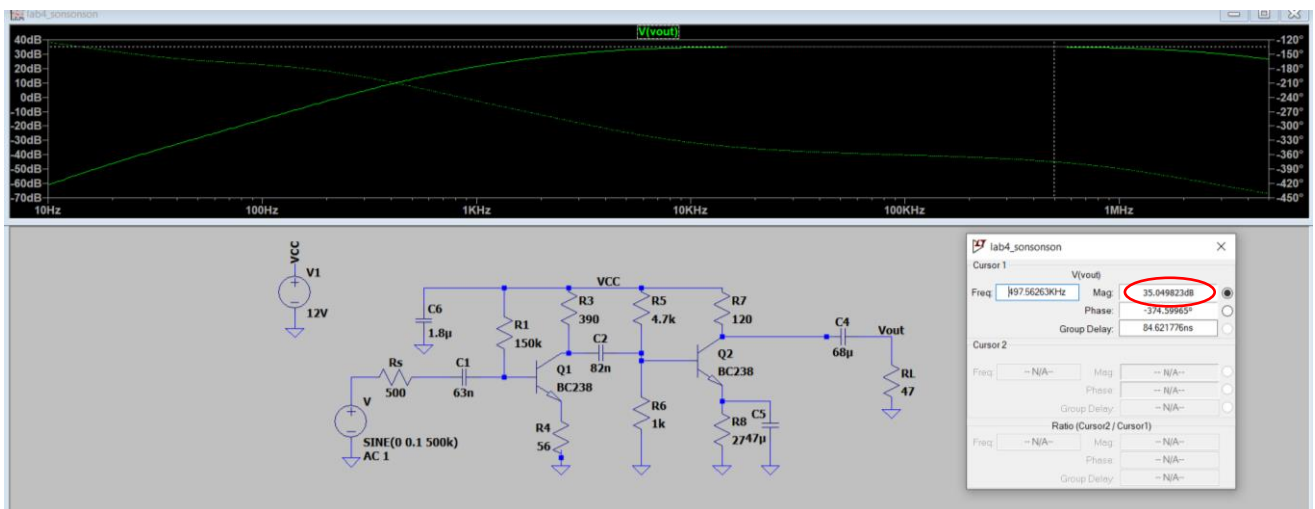 lab4_sonsonson
V(vout)
40dB
30dB
20dB
10dB
0dB
-10dB
-20dB
-30dB
-40dB
-50dB
-60dB
-70dB
-120°
-150°
-180°
-210°
-240°
-270°
-300°
-330°
-360°
-390°
-420°
-450°
10Hz 100Hz 1KHz 10KHz 100KHz 1MHz
VCC
V1
12V
C6
1.8µ
R1
150k
VCC
R3
390
R5
4.7k
R7
120
C2
82n
C4
68µ
Vout
Rs
500
C1
63n
Q1
BC238
Q2
BC238
RL
47
V
SINE(0 0.1 500k)
AC 1
R4
56
R6
1k
R8
27
C5
47µ
lab4_sonsonson
Cursor 1
V(vout)
Freq: 497.56263KHz Mag: 35.049823dB
Phase: -374.59965°
Group Delay: 84.621776ns
Cursor 2
Freq: -- N/A-- Mag: -- N/A--
Phase: -- N/A--
Group Delay: -- N/A--
Ratio (Cursor2 / Cursor1)
Freq: -- N/A-- Mag: -- N/A--
Phase: -- N/A--
Group Delay: -- N/A--